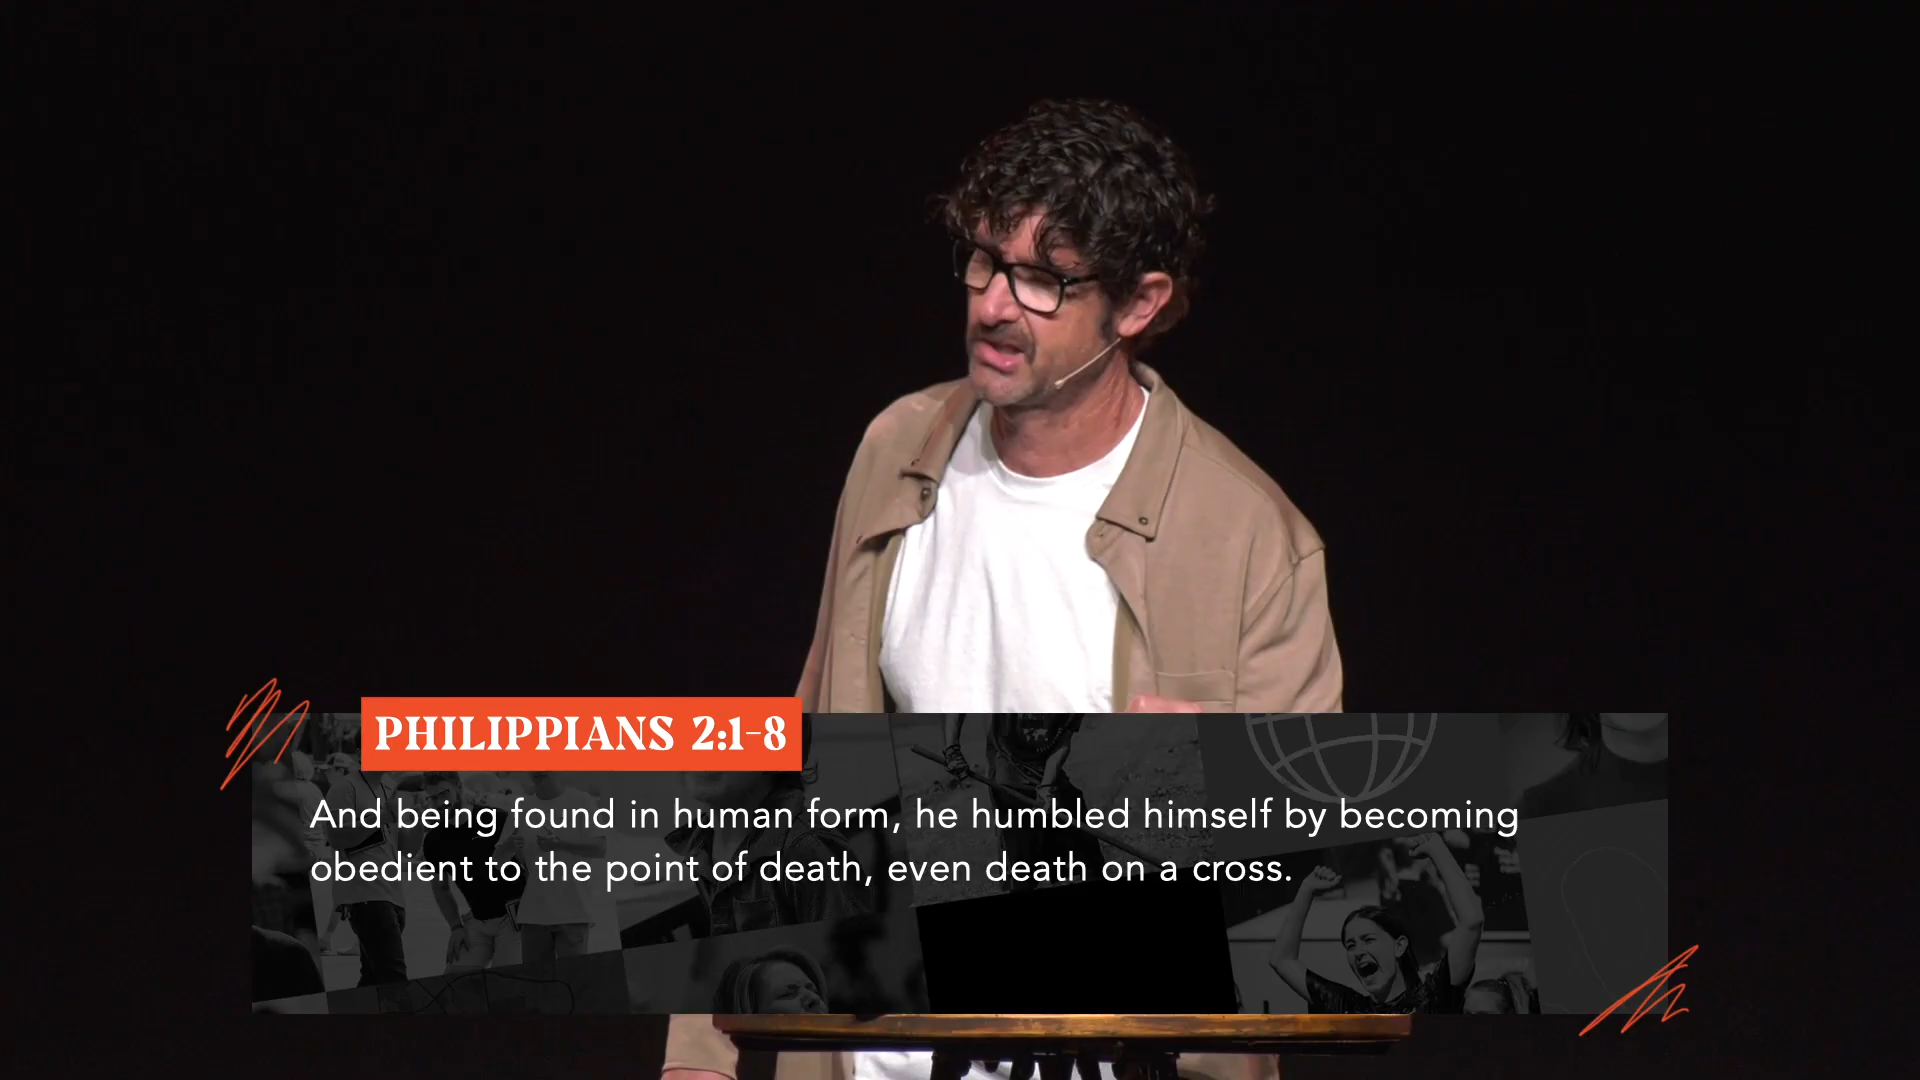 PHILIPPIANS 2:1-8
And being found in human form, he humbled himself by becoming
obedient to the point of death, even death on a cross.